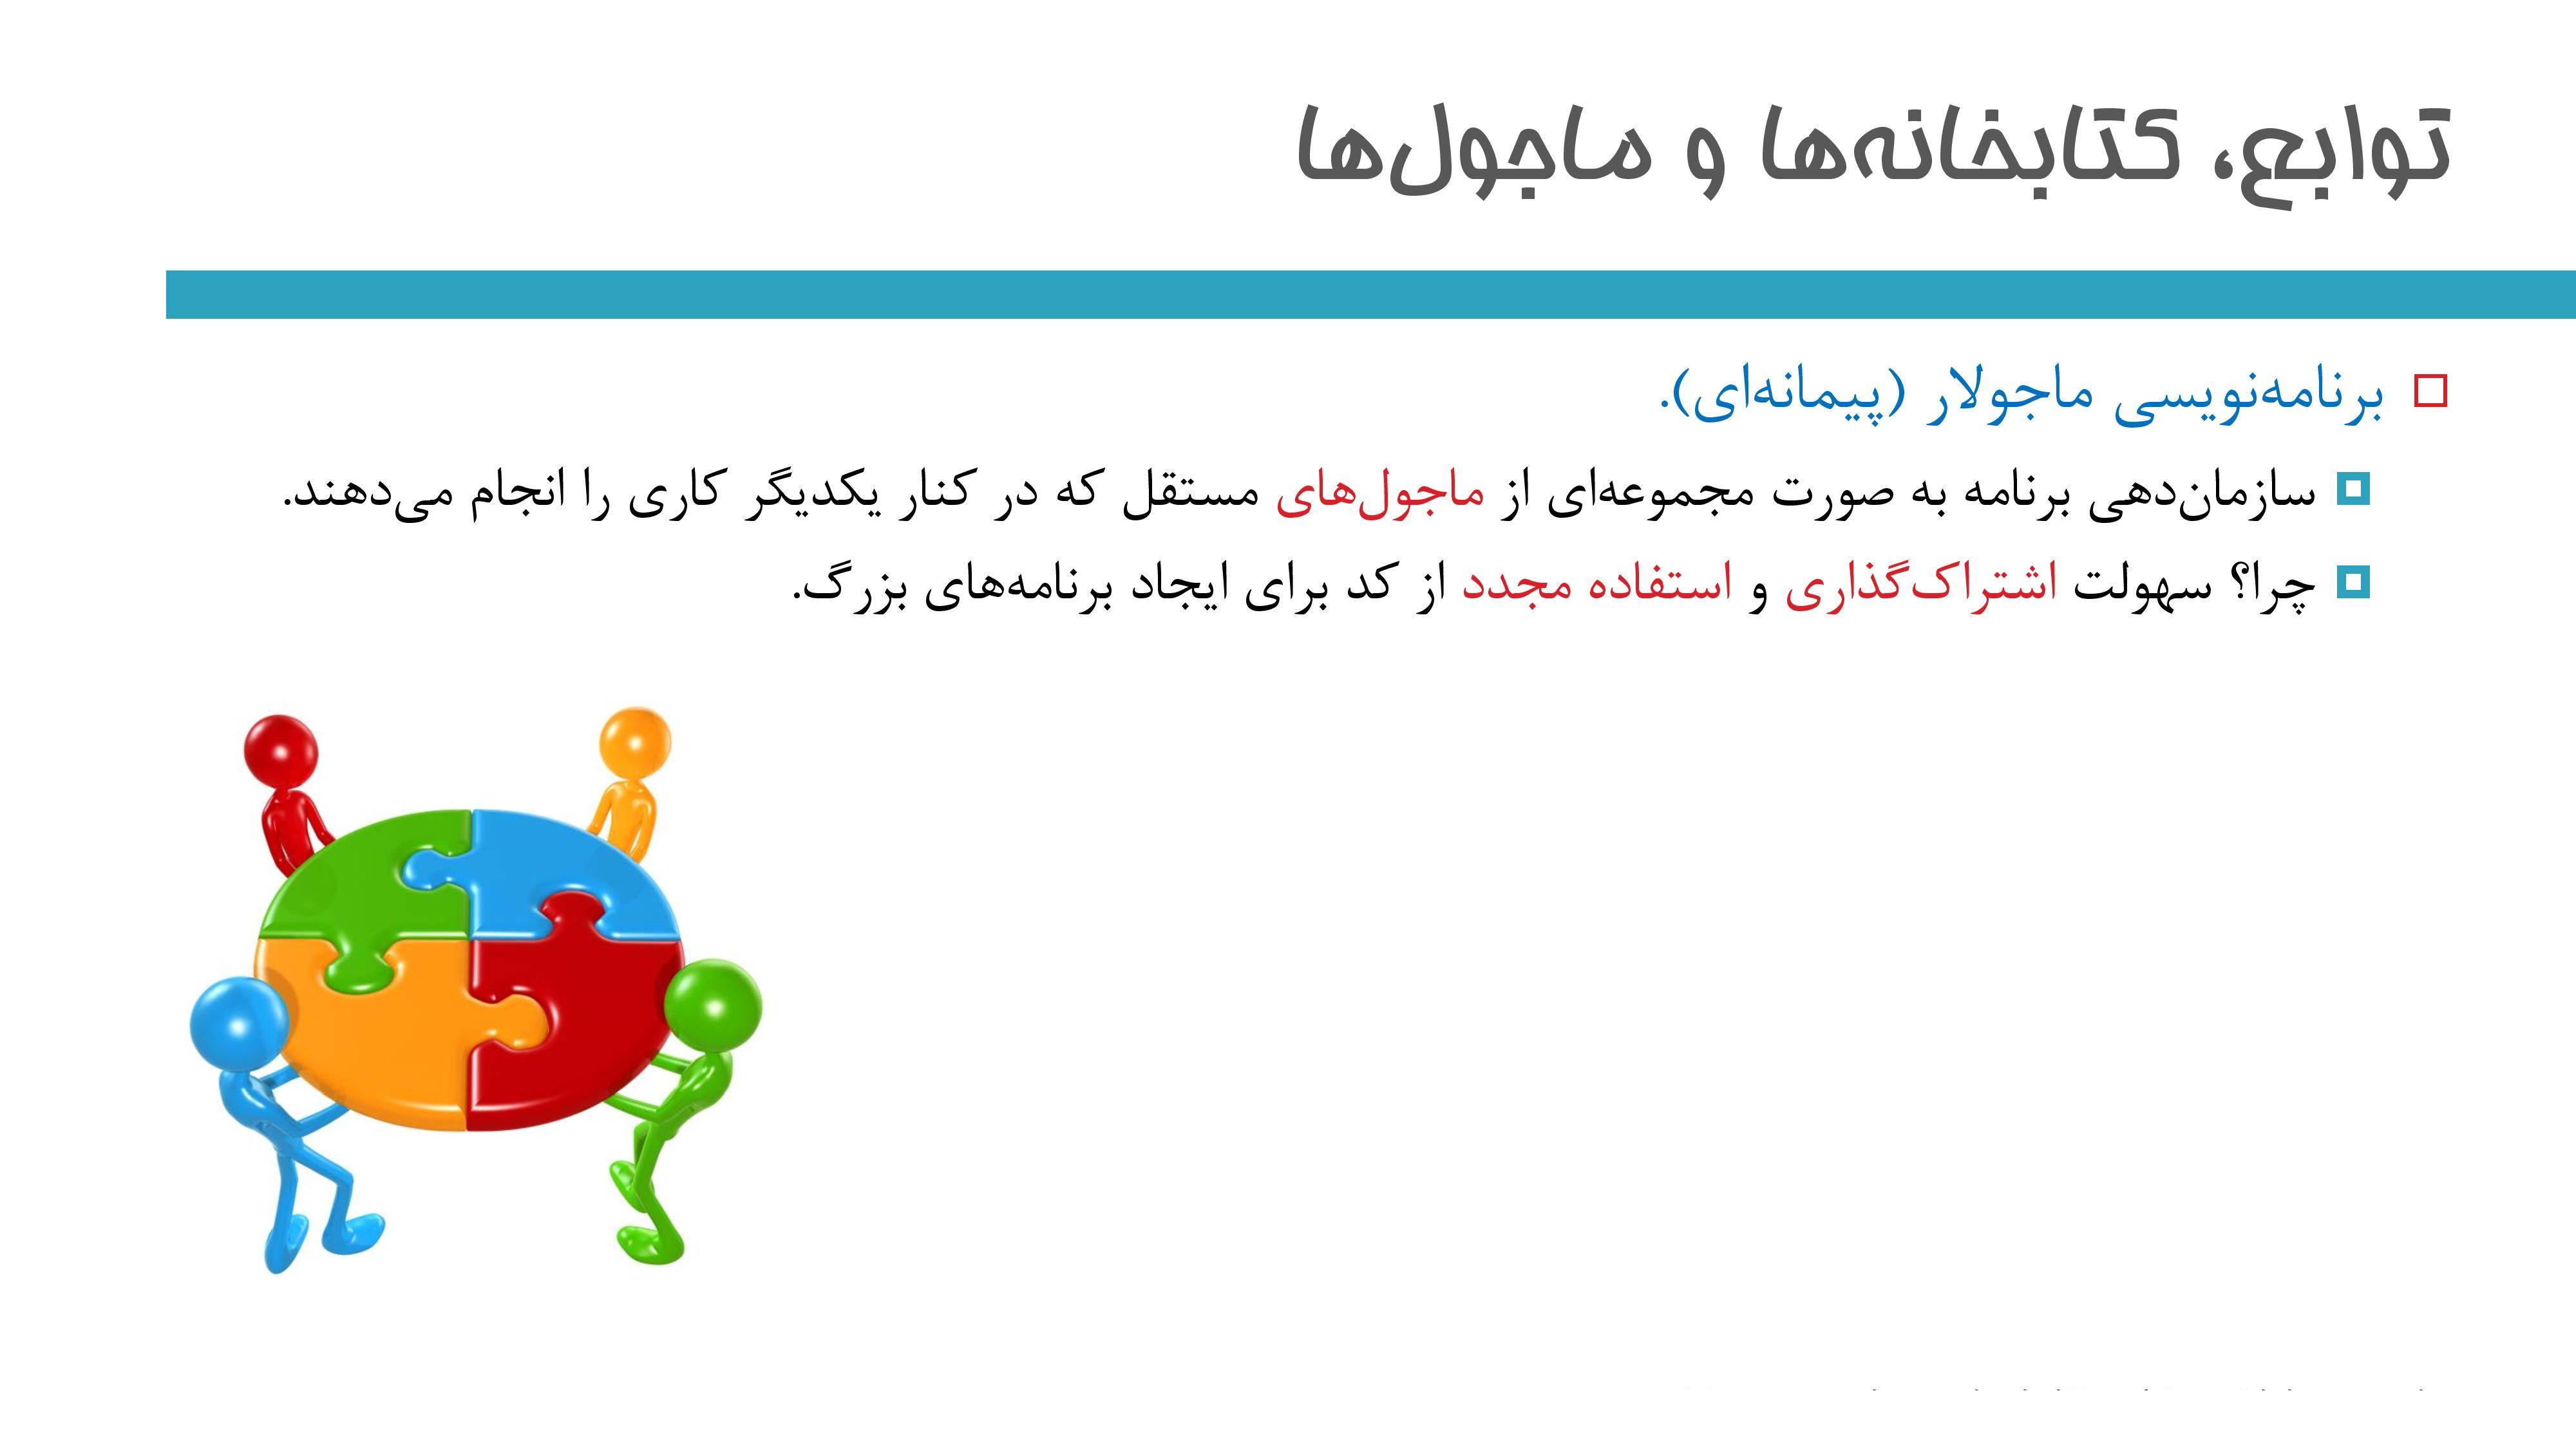 توابع، کتابخانه‌ها و ماجول‌ها
برنامه‌نویسی ماجولار (پیمانه‌ای).
سازمان‌دهی برنامه به صورت مجموعه‌ای از ماجول‌های مستقل که در کنار یکدیگر کاری را انجام می‌دهند.
چرا؟ سهولت اشتراک‌گذاری و استفاده مجدد از کد برای ایجاد برنامه‌های بزرگ.